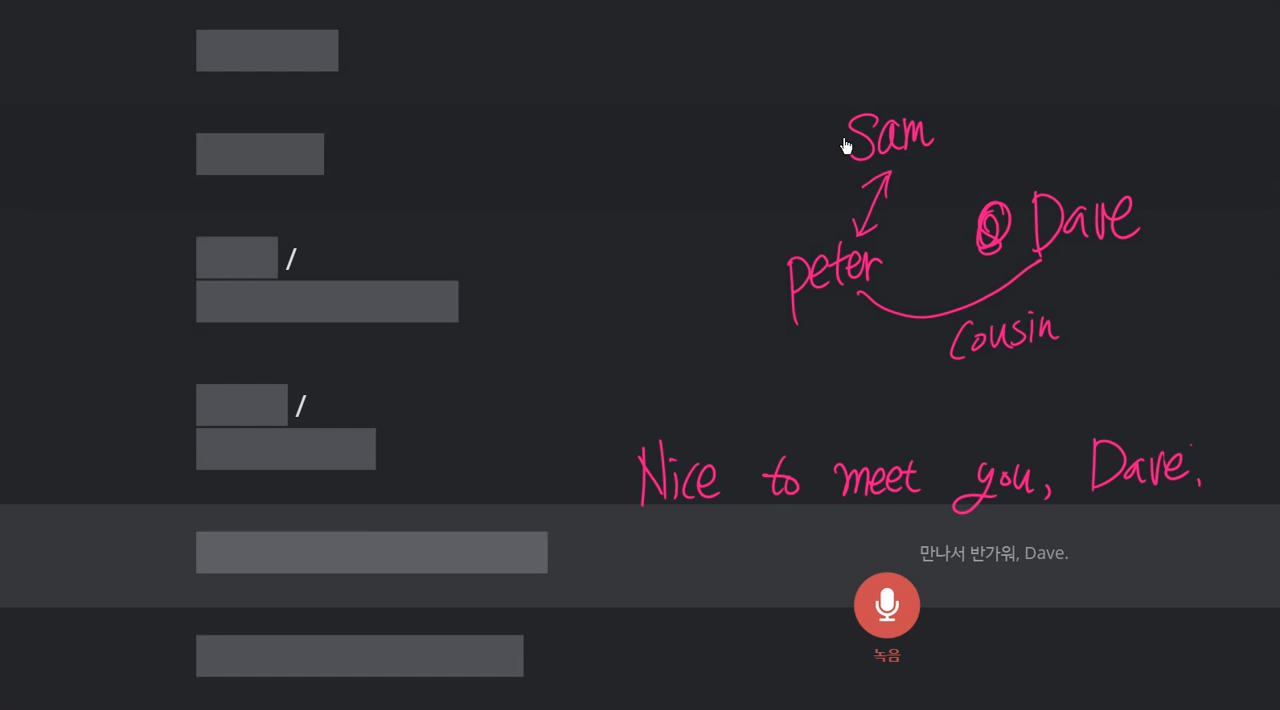 Sam
Dave
peter
/
Cousin
/
Nice to meet you, Dave.
만나서 반가워, Dave.
녹음